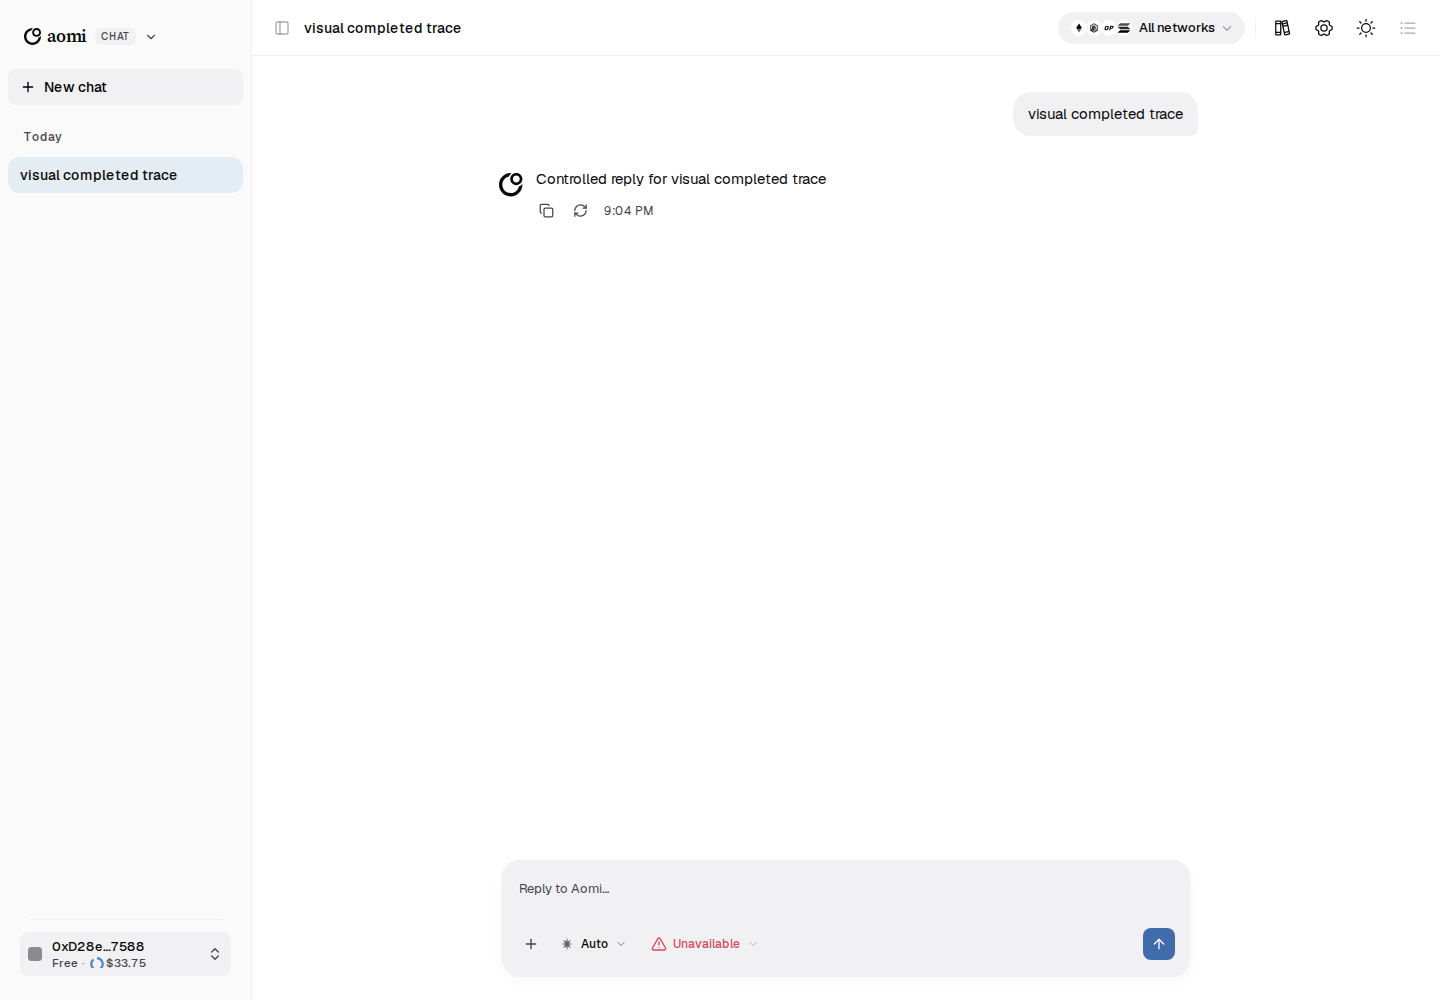 aomi CHAT
New chat
Today
visual completed trace
0xD28e…7588
Free · $33.75
visual completed trace
OP All networks
visual completed trace
Controlled reply for visual completed trace
9:04 PM
Reply to Aomi...
Auto Unavailable